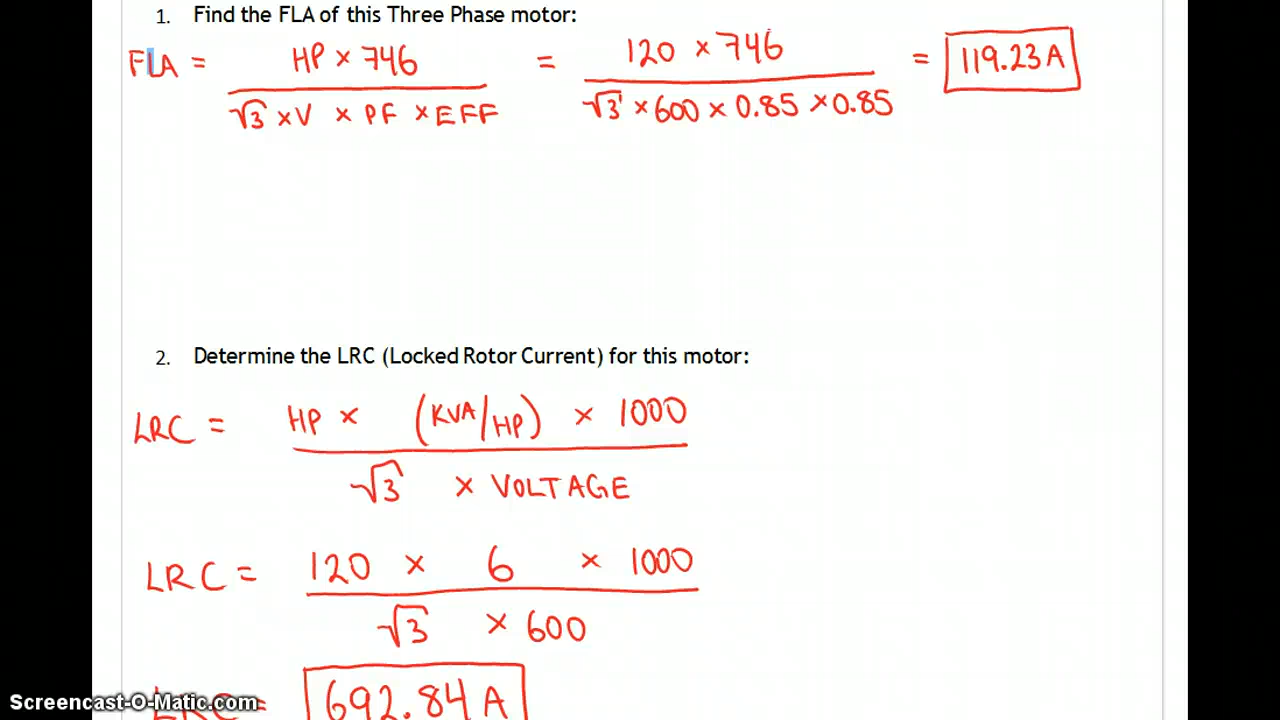 1. Find the FLA of this Three Phase motor:
FLA = HP × 746 = 120 × 746 = 119.23A
√3 × V × PF × EFF √3 × 600 × 0.85 × 0.85
2. Determine the LRC (Locked Rotor Current) for this motor:
LRC = HP × (KVA/HP) × 1000
√3 × VOLTAGE
LRC = 120 × 6 × 1000
√3 × 600
LRC = 692.84 A
Screencast-O-Matic.com